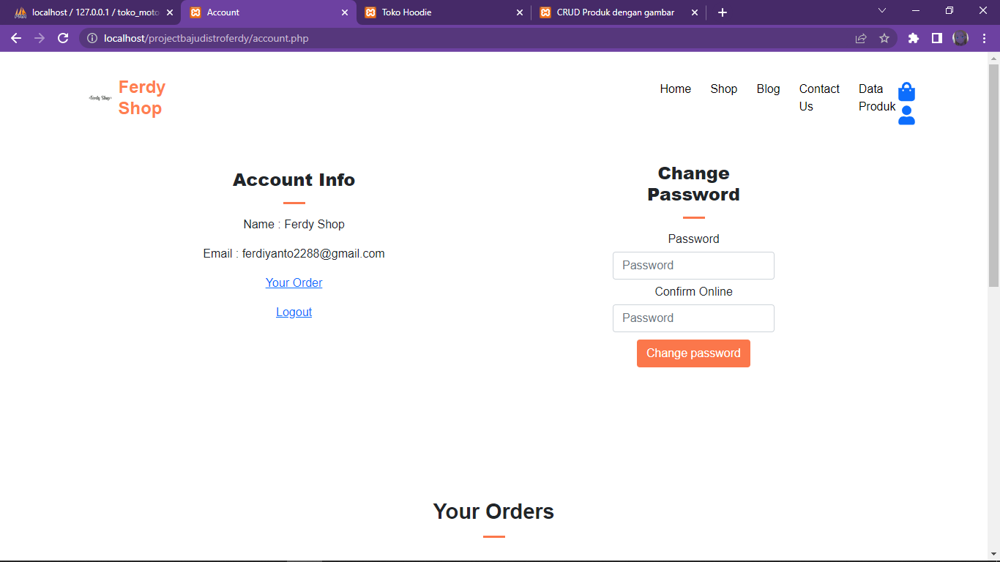 localhost / 127.0.0.1 / toko_moto
Account
Toko Hoodie
CRUD Produk dengan gambar
localhost/projectbajudistroferdy/account.php
Ferdy Shop
Ferdy
Shop
Home
Shop
Blog
Contact
Us
Data
Produk
Account Info
Name : Ferdy Shop
Email : ferdiyanto2288@gmail.com
Your Order
Logout
Change
Password
Password
Password
Confirm Online
Password
Change password
Your Orders